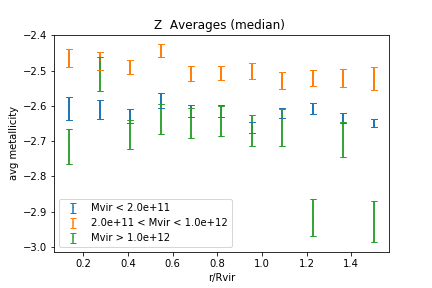 Z Averages (median)
−2.4
−2.5
−2.6
−2.7
−2.8
−2.9
−3.0
avg metallicity
Mvir < 2.0e+11
2.0e+11 < Mvir < 1.0e+12
Mvir > 1.0e+12
0.2 0.4 0.6 0.8 1.0 1.2 1.4
r/Rvir